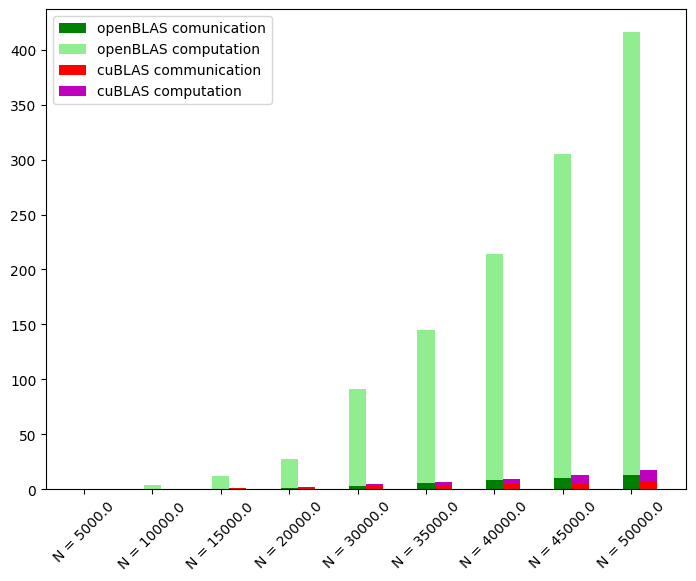 openBLAS comunication
openBLAS computation
cuBLAS communication
cuBLAS computation
400
350
300
250
200
150
100
50
0
N = 5000.0
N = 10000.0
N = 15000.0
N = 20000.0
N = 30000.0
N = 35000.0
N = 40000.0
N = 45000.0
N = 50000.0